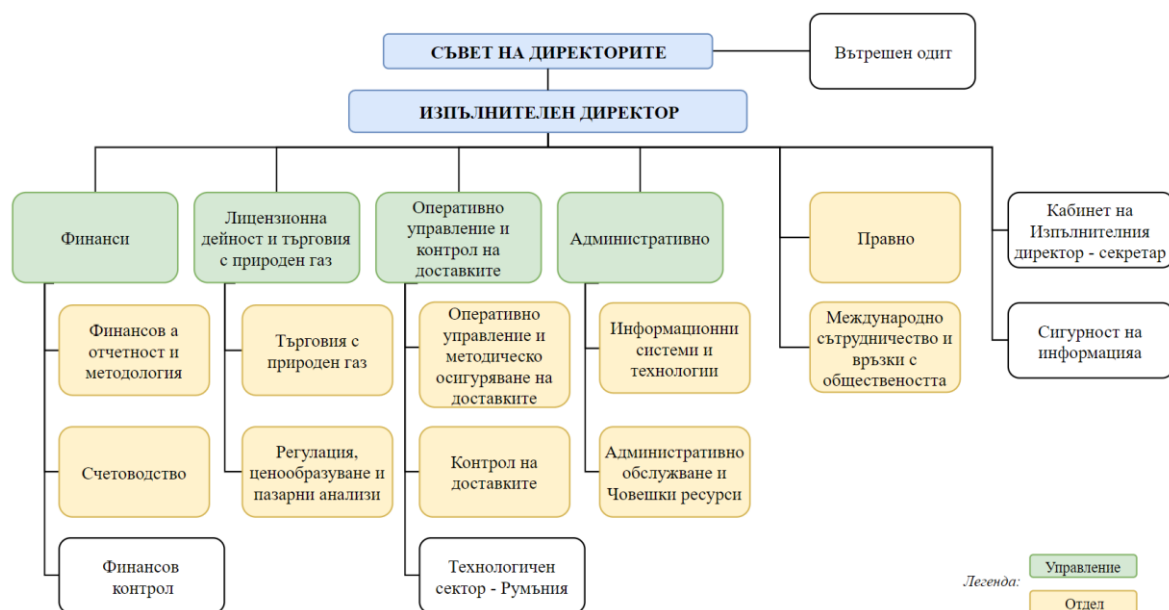 СЪВЕТ НА ДИРЕКТОРИТЕ
Вътрешен одит
ИЗПЪЛНИТЕЛЕН ДИРЕКТОР
Финанси
Лицензионна
дейност и търговия
с природен газ
Оперативно
управление и
контрол на
доставките
Административно
Правно
Кабинет на
Изпълнителния
директор - секретар
Финансов а
отчетност и
методология
Търговия с
природен газ
Оперативно
управление и
методическо
осигуряване на
доставките
Информационни
системи и
технологии
Международно
сътрудничество и
връзки с
обществеността
Сигурност на
информацияа
Счетоводство
Регулация,
ценообразуване и
пазарни анализи
Контрол на
доставките
Административно
обслужване и
Човешки ресурси
Финансов
контрол
Технологичен
сектор - Румъния
Легенда:
Управление
Отдел